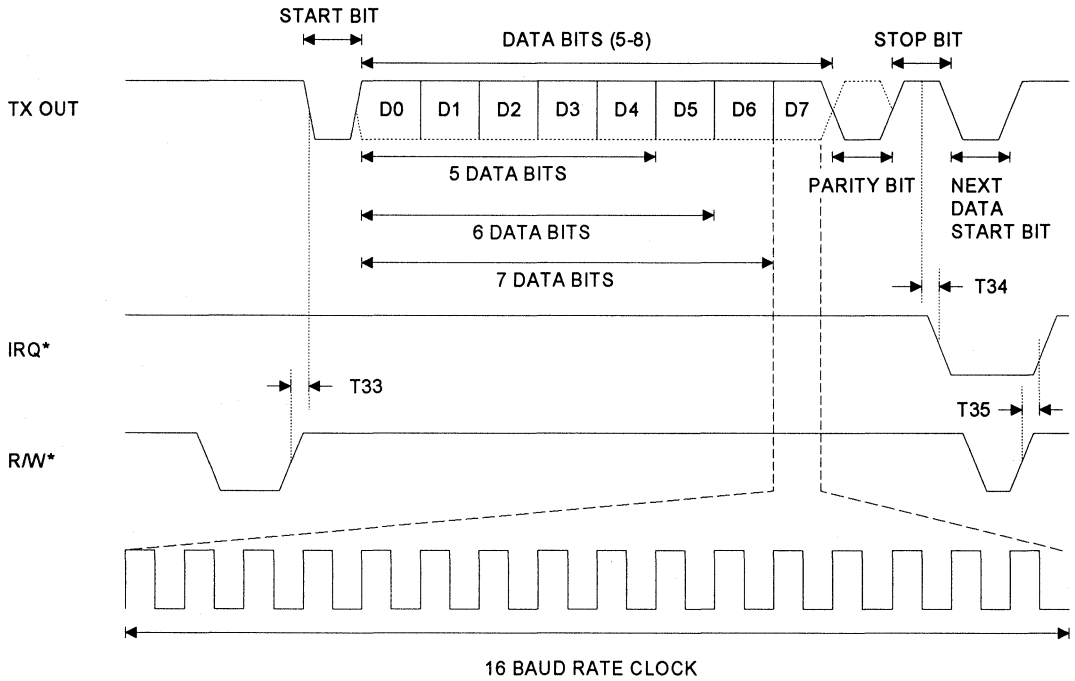 START BIT
DATA BITS (5-8)
STOP BIT
TX OUT
D0 D1 D2 D3 D4 D5 D6 D7
5 DATA BITS
PARITY BIT
NEXT
DATA
START BIT
6 DATA BITS
7 DATA BITS
T34
IRQ*
T33
T35
R/W*
16 BAUD RATE CLOCK